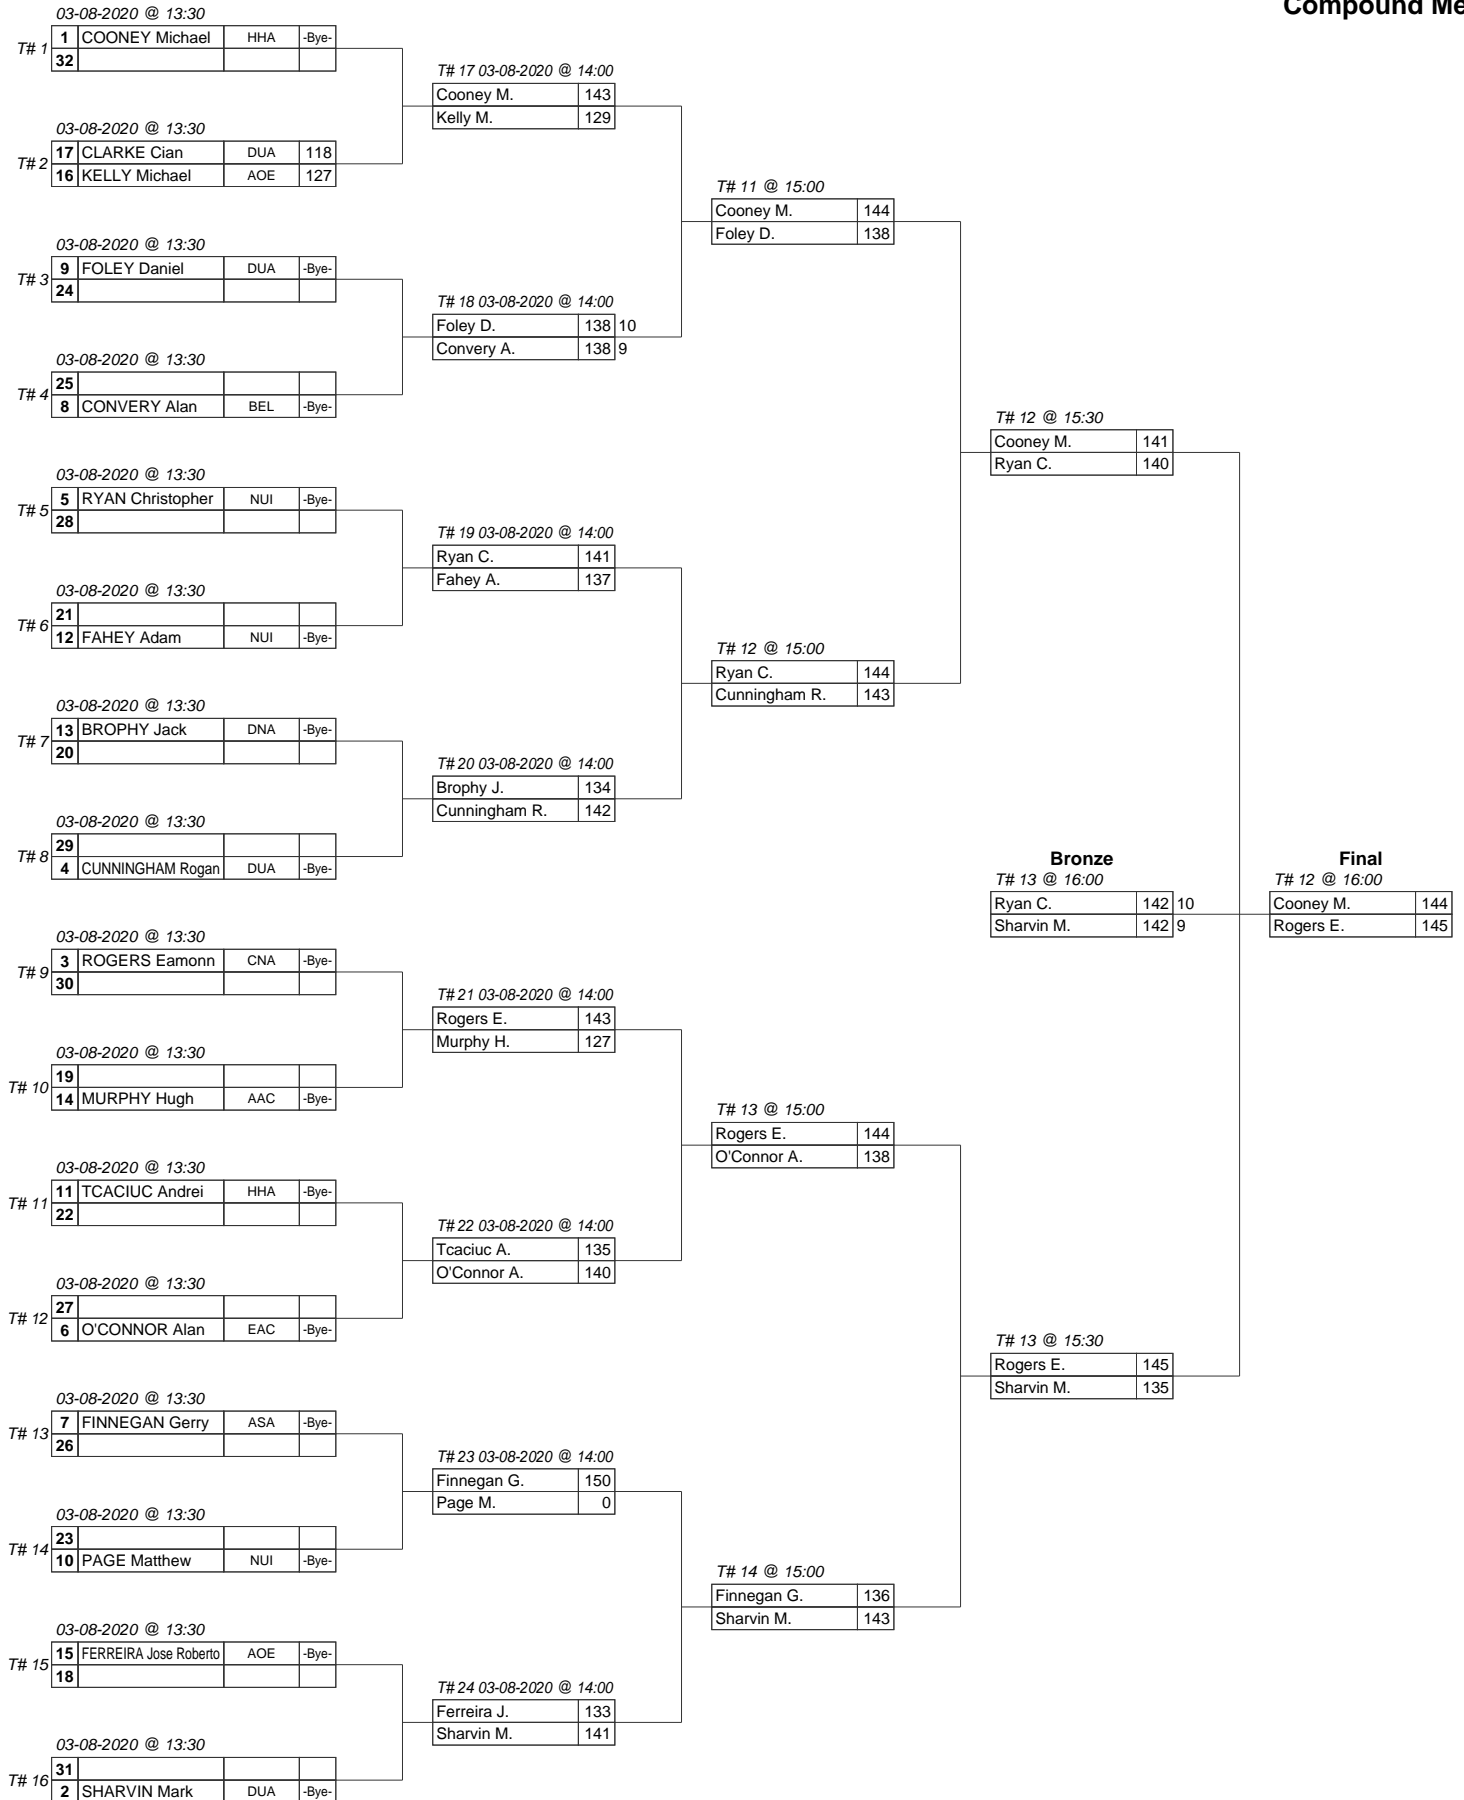 Compound Me
03-08-2020 @ 13:30
T# 1
1 COONEY Michael HHA -Bye-
32
03-08-2020 @ 13:30
T# 2
17 CLARKE Cian DUA 118
16 KELLY Michael AOE 127
03-08-2020 @ 13:30
T# 3
9 FOLEY Daniel DUA -Bye-
24
03-08-2020 @ 13:30
T# 4
25
8 CONVERY Alan BEL -Bye-
03-08-2020 @ 13:30
T# 5
5 RYAN Christopher NUI -Bye-
28
03-08-2020 @ 13:30
T# 6
21
12 FAHEY Adam NUI -Bye-
03-08-2020 @ 13:30
T# 7
13 BROPHY Jack DNA -Bye-
20
03-08-2020 @ 13:30
T# 8
29
4 CUNNINGHAM Rogan DUA -Bye-
03-08-2020 @ 13:30
T# 9
3 ROGERS Eamonn CNA -Bye-
30
03-08-2020 @ 13:30
T# 10
19
14 MURPHY Hugh AAC -Bye-
03-08-2020 @ 13:30
T# 11
11 TCACIUC Andrei HHA -Bye-
22
03-08-2020 @ 13:30
T# 12
27
6 O'CONNOR Alan EAC -Bye-
03-08-2020 @ 13:30
T# 13
7 FINNEGAN Gerry ASA -Bye-
26
03-08-2020 @ 13:30
T# 14
23
10 PAGE Matthew NUI -Bye-
03-08-2020 @ 13:30
T# 15
15 FERREIRA Jose Roberto AOE -Bye-
18
03-08-2020 @ 13:30
T# 16
31
2 SHARVIN Mark DUA -Bye-
T# 17 03-08-2020 @ 14:00
Cooney M. 143
Kelly M. 129
T# 18 03-08-2020 @ 14:00
Foley D. 138 10
Convery A. 138 9
T# 19 03-08-2020 @ 14:00
Ryan C. 141
Fahey A. 137
T# 20 03-08-2020 @ 14:00
Brophy J. 134
Cunningham R. 142
T# 21 03-08-2020 @ 14:00
Rogers E. 143
Murphy H. 127
T# 22 03-08-2020 @ 14:00
Tcaciuc A. 135
O'Connor A. 140
T# 23 03-08-2020 @ 14:00
Finnegan G. 150
Page M. 0
T# 24 03-08-2020 @ 14:00
Ferreira J. 133
Sharvin M. 141
T# 11 @ 15:00
Cooney M. 144
Foley D. 138
T# 12 @ 15:00
Ryan C. 144
Cunningham R. 143
T# 13 @ 15:00
Rogers E. 144
O'Connor A. 138
T# 14 @ 15:00
Finnegan G. 136
Sharvin M. 143
T# 12 @ 15:30
Cooney M. 141
Ryan C. 140
Bronze
T# 13 @ 16:00
Ryan C. 142 10
Sharvin M. 142 9
T# 13 @ 15:30
Rogers E. 145
Sharvin M. 135
Final
T# 12 @ 16:00
Cooney M. 144
Rogers E. 145